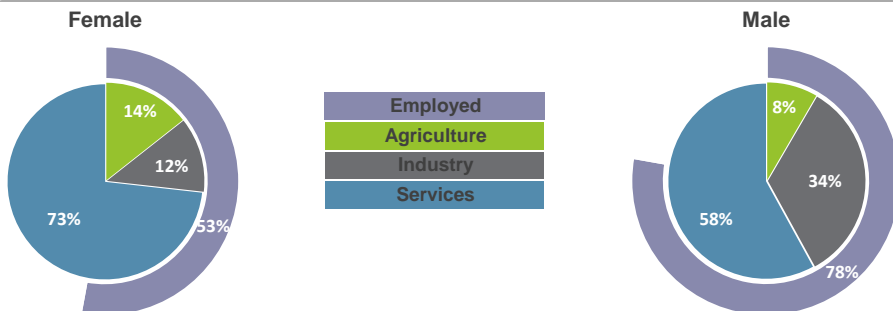 Female
Male
14%
12%
73%
53%
Employed
Agriculture
Industry
Services
8%
34%
58%
78%